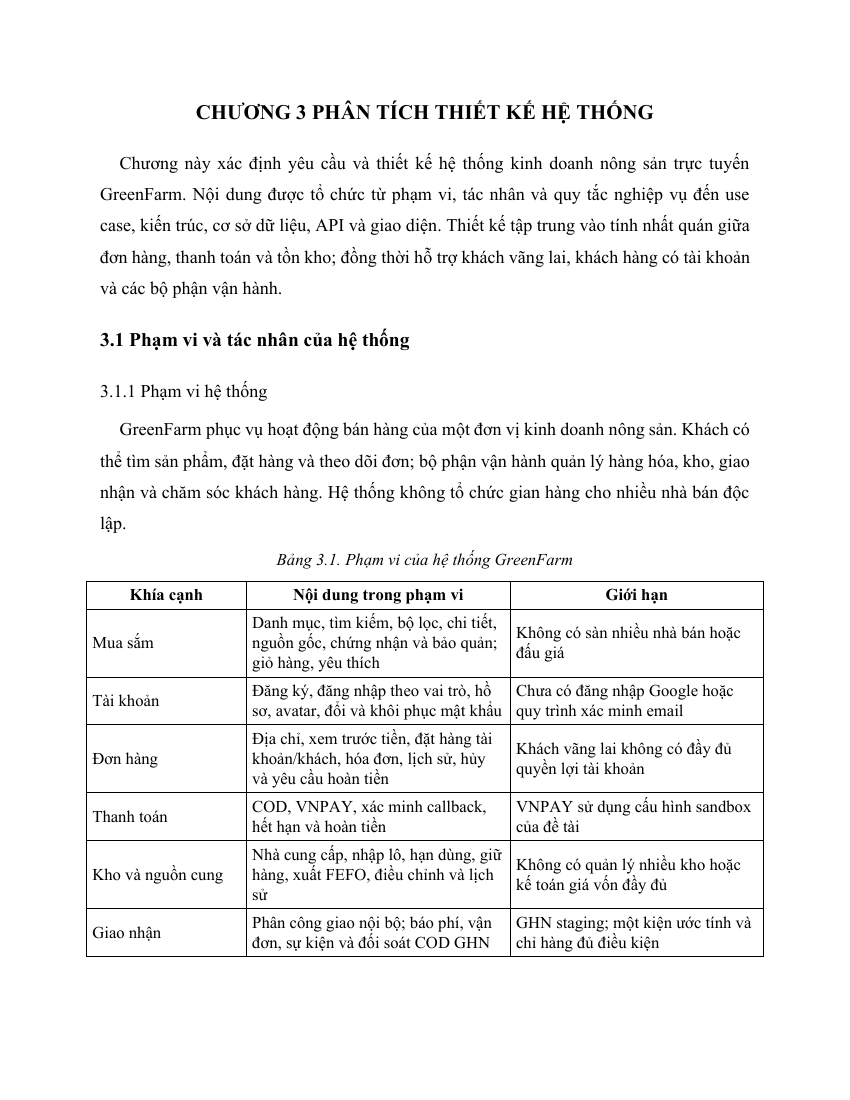 CHƯƠNG 3 PHÂN TÍCH THIẾT KẾ HỆ THỐNG
Chương này xác định yêu cầu và thiết kế hệ thống kinh doanh nông sản trực tuyến
GreenFarm. Nội dung được tổ chức từ phạm vi, tác nhân và quy tắc nghiệp vụ đến use
case, kiến trúc, cơ sở dữ liệu, API và giao diện. Thiết kế tập trung vào tính nhất quán giữa
đơn hàng, thanh toán và tồn kho; đồng thời hỗ trợ khách vãng lai, khách hàng có tài khoản
và các bộ phận vận hành.
3.1 Phạm vi và tác nhân của hệ thống
3.1.1 Phạm vi hệ thống
GreenFarm phục vụ hoạt động bán hàng của một đơn vị kinh doanh nông sản. Khách có
thể tìm sản phẩm, đặt hàng và theo dõi đơn; bộ phận vận hành quản lý hàng hóa, kho, giao
nhận và chăm sóc khách hàng. Hệ thống không tổ chức gian hàng cho nhiều nhà bán độc
lập.
Bảng 3.1. Phạm vi của hệ thống GreenFarm
Khía cạnh Nội dung trong phạm vi Giới hạn
Mua sắm
Danh mục, tìm kiếm, bộ lọc, chi tiết,
nguồn gốc, chứng nhận và bảo quản;
giỏ hàng, yêu thích
Không có sàn nhiều nhà bán hoặc
đấu giá
Tài khoản
Đăng ký, đăng nhập theo vai trò, hồ
sơ, avatar, đổi và khôi phục mật khẩu
Chưa có đăng nhập Google hoặc
quy trình xác minh email
Đơn hàng
Địa chỉ, xem trước tiền, đặt hàng tài
khoản/khách, hóa đơn, lịch sử, hủy
và yêu cầu hoàn tiền
Khách vãng lai không có đầy đủ
quyền lợi tài khoản
Thanh toán
COD, VNPAY, xác minh callback,
hết hạn và hoàn tiền
VNPAY sử dụng cấu hình sandbox
của đề tài
Kho và nguồn cung
Nhà cung cấp, nhập lô, hạn dùng, giữ
hàng, xuất FEFO, điều chỉnh và lịch
sử
Không có quản lý nhiều kho hoặc
kế toán giá vốn đầy đủ
Giao nhận
Phân công giao nội bộ; báo phí, vận
đơn, sự kiện và đối soát COD GHN
GHN staging; một kiện ước tính và
chỉ hàng đủ điều kiện